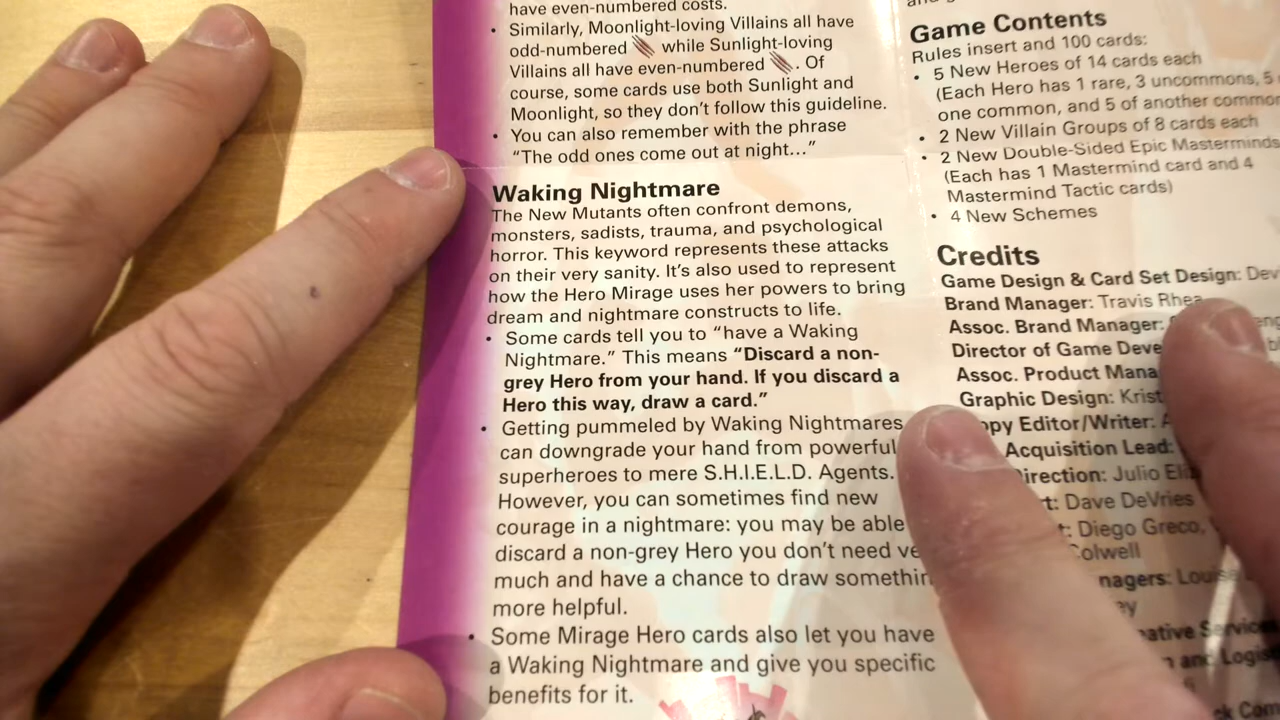 have even-numbered costs.
• Similarly, Moonlight-loving Villains all have
odd-numbered while Sunlight-loving
Villains all have even-numbered . Of
course, some cards use both Sunlight and
Moonlight, so they don't follow this guideline.
• You can also remember with the phrase
"The odd ones come out at night..."
Waking Nightmare
The New Mutants often confront demons,
monsters, sadists, trauma, and psychological
horror. This keyword represents these attacks
on their very sanity. It's also used to represent
how the Hero Mirage uses her powers to bring
dream and nightmare constructs to life.
• Some cards tell you to "have a Waking
Nightmare." This means "Discard a non-
grey Hero from your hand. If you discard a
Hero this way, draw a card."
• Getting pummeled by Waking Nightmares
can downgrade your hand from powerful
superheroes to mere S.H.I.E.L.D. Agents.
However, you can sometimes find new
courage in a nightmare: you may be able
discard a non-grey Hero you don't need
much and have a chance to draw
more helpful.
• Some Mirage Hero cards also let you have
a Waking Nightmare and give you specific
benefits for it.
Game Contents
Rules insert and 100 cards:
• 5 New Heroes of 14 cards each
(Each Hero has 1 rare, 3 uncommons, 5
one common, and 5 of another common
• 2 New Villain Groups of 8 cards each
• 2 New Double-Sided Epic Masterminds
(Each has 1 Mastermind card and 4
Mastermind Tactic cards)
• 4 New Schemes
Credits
Game Design & Card Set Design:
Brand Manager: Travis Rhea
Assoc. Brand Manager:
Director of Game
Assoc. Product
Graphic Design:
Editor/Writer:
Acquisition Lead:
Direction: Julio
Dave DeVries
Diego Greco,
Colwell